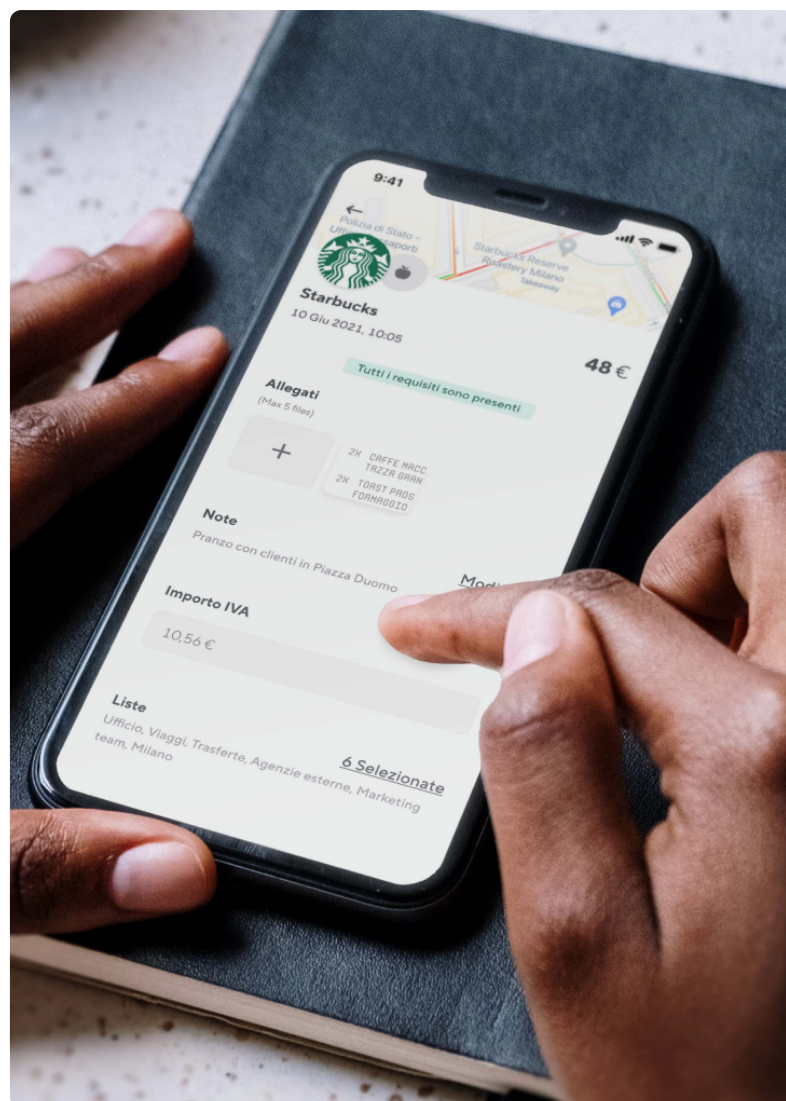 9:41
Polizia di Stato -
Starbucks Reserve
Roastery Milano
Takeaway
Starbucks
10 Giu 2021, 10:05
48 €
Tutti i requisiti sono presenti
Allegati
(Max 5 files)
+
2X CAFFE MACC
TAZZA GRAN
2X TOAST PROS
FORMAGGIO
Note
Pranzo con clienti in Piazza Duomo
Importo IVA
10,56 €
Liste
6 Selezionate
Ufficio, Viaggi, Trasferte, Agenzie esterne, Marketing
team, Milano